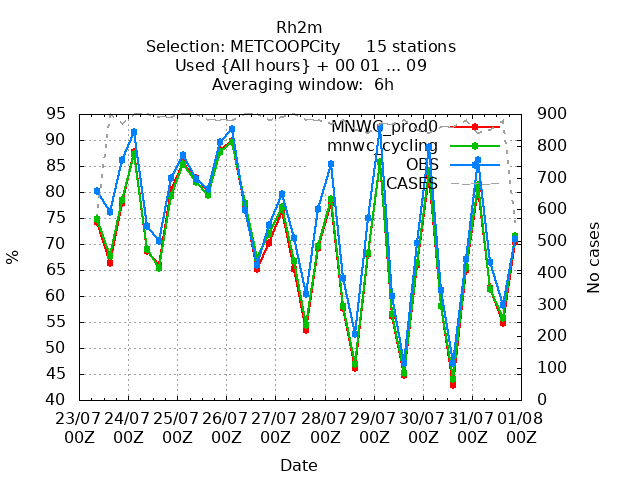 Rh2m
Selection: METCOOPCity 15 stations
Used {All hours} + 00 01 ... 09
Averaging window: 6h
95 900
90 800
85 700
80 600
75 500
70 400
65 300
60 200
55 100
50 0
45
40
MNWC_prod0
mnwc_cycling
OBS
CASES
%
No cases
23/07 24/07 25/07 26/07 27/07 28/07 29/07 30/07 31/07 01/08
00Z 00Z 00Z 00Z 00Z 00Z 00Z 00Z 00Z 00Z
Date